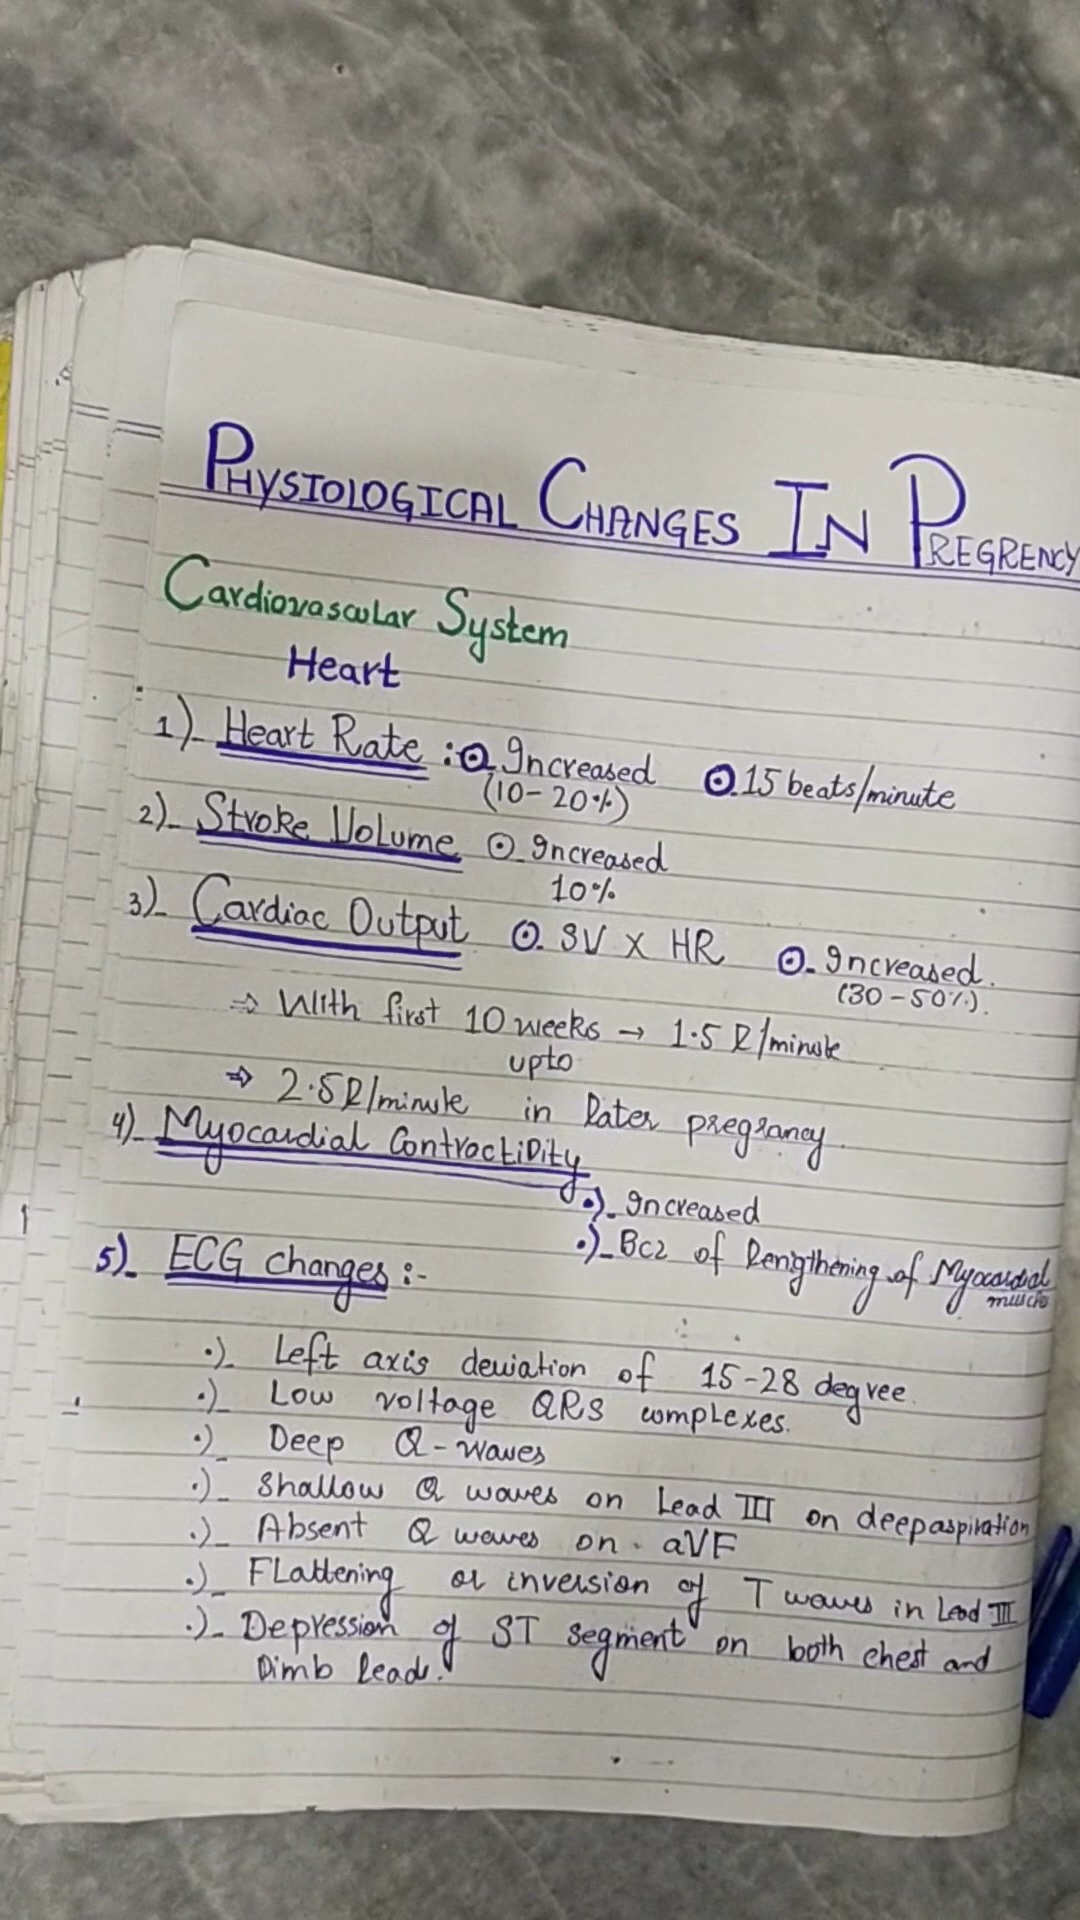 PHYSIOLOGICAL CHANGES IN PREGRENCY
Cardiovascular System
Heart
1)- Heart Rate : Increased 15 beats/minute
(10-20%)
2)- Stroke Volume Increased
10%
3)- Cardiac Output SV X HR Increased.
(30-50%).
⇒ With first 10 weeks → 1.5 l/minute
upto
⇒ 2.5l/minute in later pregnancy.
4)- Myocardial Contractility
•)- Increased
•)- Bcz of lengthening of Myocardial
muscles
5)- ECG changes :-
•)- Left axis deviation of 15-28 degree.
•)- Low voltage QRS complexes.
•)- Deep Q-waves
•)- Shallow Q waves on Lead III on deepaspiration
•)- Absent Q waves on aVF
•)- Flattening or inversion of T waves in Lead III
•)- Depression of ST segment on both chest and
limb leads.